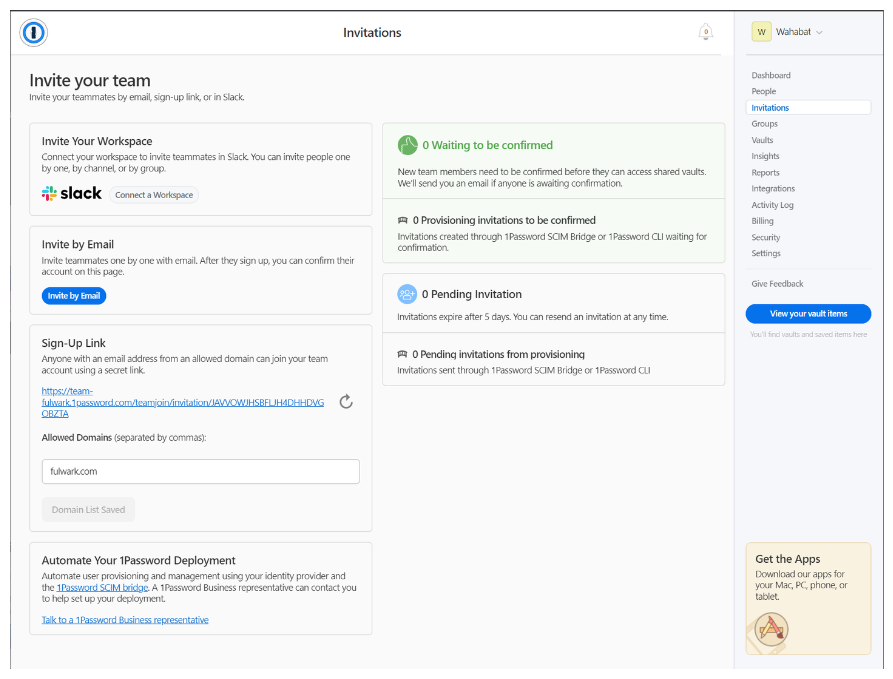 Invitations
0
W Wahabat
Invite your team
Invite your teammates by email, sign-up link, or in Slack.
Invite Your Workspace
Connect your workspace to invite teammates in Slack. You can invite people one
by one, by channel, or by group.
slack Connect a Workspace
Invite by Email
Invite teammates one by one with email. After they sign up, you can confirm their
account on this page.
Invite by Email
Sign-Up Link
Anyone with an email address from an allowed domain can join your team
account using a secret link.
https://team-
fulwark.1password.com/teamjoin/invitation/JAVVOWJHSBFLJH4DHHDVG
OBZTA
Allowed Domains (separated by commas):
fulwark.com
Domain List Saved
Automate Your 1Password Deployment
Automate user provisioning and management using your identity provider and
the 1Password SCIM bridge. A 1Password Business representative can contact you
to help set up your deployment.
Talk to a 1Password Business representative
0 Waiting to be confirmed
New team members need to be confirmed before they can access shared vaults.
We'll send you an email if anyone is awaiting confirmation.
0 Provisioning invitations to be confirmed
Invitations created through 1Password SCIM Bridge or 1Password CLI waiting for
confirmation.
0 Pending Invitation
Invitations expire after 5 days. You can resend an invitation at any time.
0 Pending invitations from provisioning
Invitations sent through 1Password SCIM Bridge or 1Password CLI
Dashboard
People
Invitations
Groups
Vaults
Insights
Reports
Integrations
Activity Log
Billing
Security
Settings
Give Feedback
View your vault items
You'll find vaults and saved items here
Get the Apps
Download our apps for
your Mac, PC, phone, or
tablet.